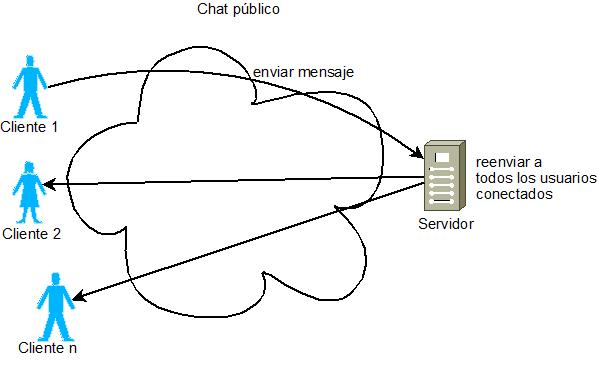 Chat público
enviar mensaje
Cliente 1
reenviar a
todos los usuarios
conectados
Servidor
Cliente 2
Cliente n